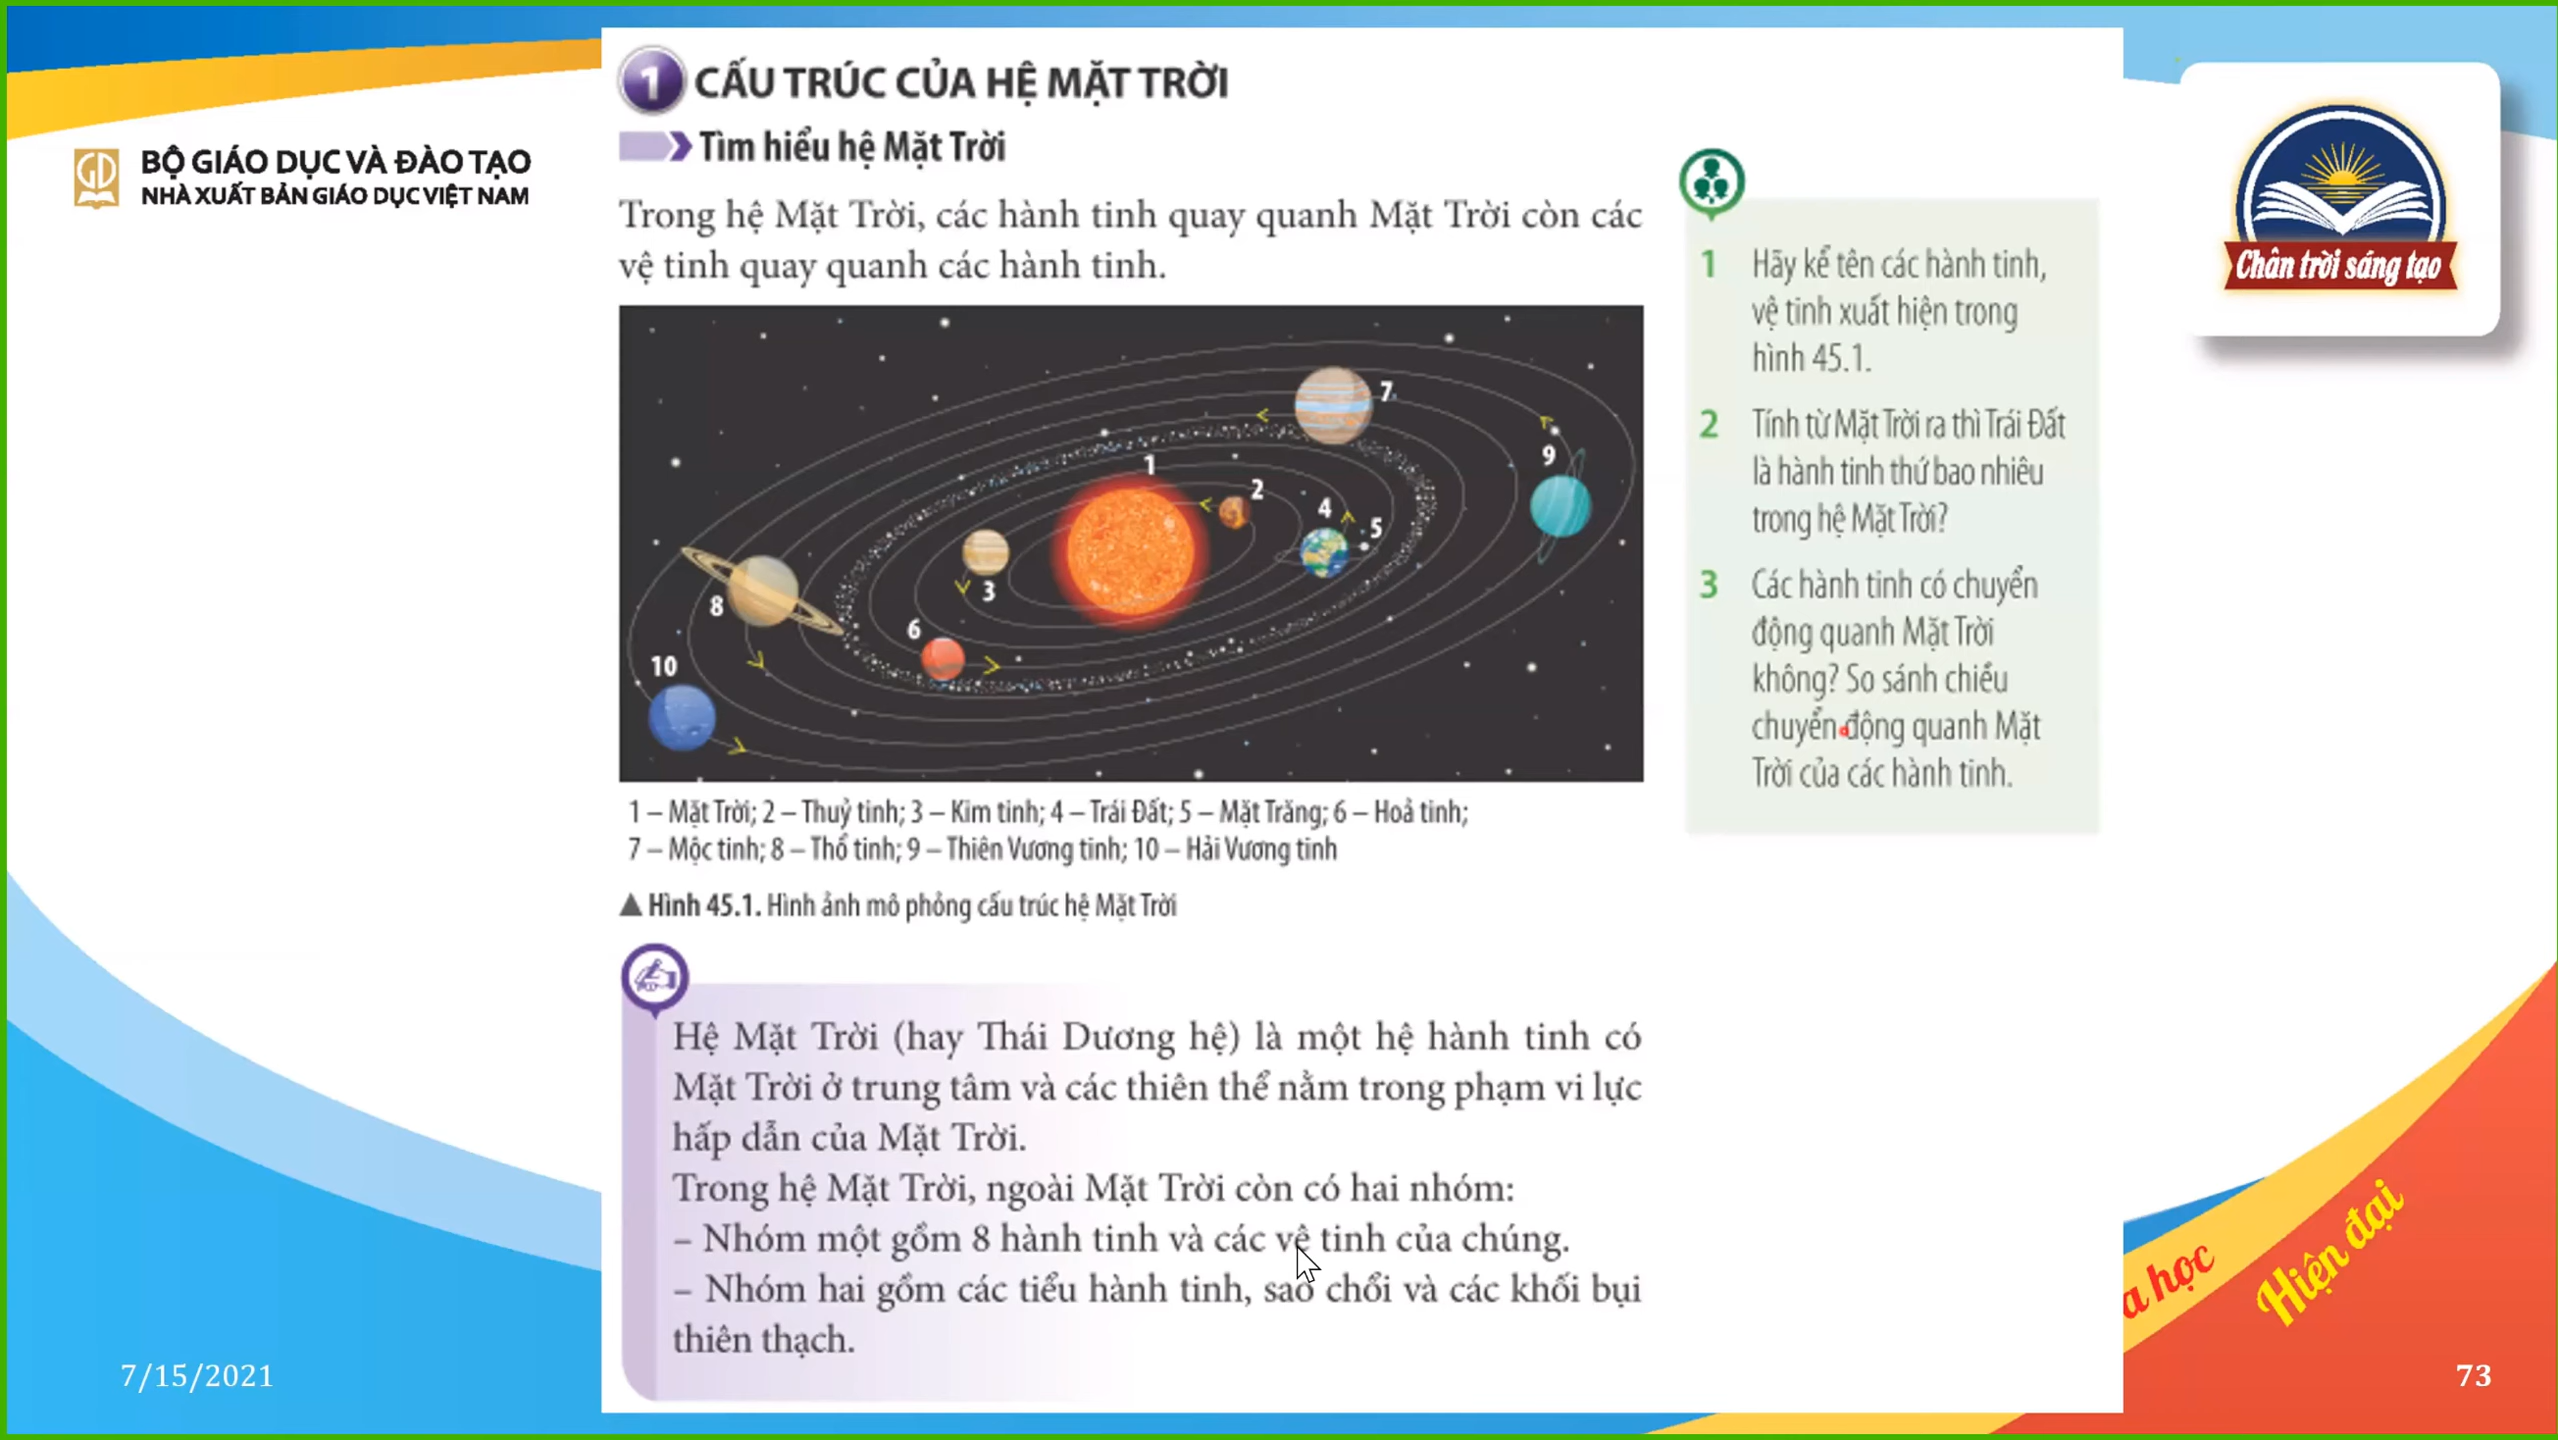 BỘ GIÁO DỤC VÀ ĐÀO TẠO
NHÀ XUẤT BẢN GIÁO DỤC VIỆT NAM
Chân trời sáng tạo
1 CẤU TRÚC CỦA HỆ MẶT TRỜI
Tìm hiểu hệ Mặt Trời
Trong hệ Mặt Trời, các hành tinh quay quanh Mặt Trời còn các
vệ tinh quay quanh các hành tinh.
7
9
1
2
4
5
3
8
6
10
1 – Mặt Trời; 2 – Thuỷ tinh; 3 – Kim tinh; 4 – Trái Đất; 5 – Mặt Trăng; 6 – Hoả tinh;
7 – Mộc tinh; 8 – Thổ tinh; 9 – Thiên Vương tinh; 10 – Hải Vương tinh
▲ Hình 45.1. Hình ảnh mô phỏng cấu trúc hệ Mặt Trời
Hệ Mặt Trời (hay Thái Dương hệ) là một hệ hành tinh có
Mặt Trời ở trung tâm và các thiên thể nằm trong phạm vi lực
hấp dẫn của Mặt Trời.
Trong hệ Mặt Trời, ngoài Mặt Trời còn có hai nhóm:
– Nhóm một gồm 8 hành tinh và các vệ tinh của chúng.
– Nhóm hai gồm các tiểu hành tinh, sao chổi và các khối bụi
thiên thạch.
1 Hãy kể tên các hành tinh,
vệ tinh xuất hiện trong
hình 45.1.
2 Tính từ Mặt Trời ra thì Trái Đất
là hành tinh thứ bao nhiêu
trong hệ Mặt Trời?
3 Các hành tinh có chuyển
động quanh Mặt Trời
không? So sánh chiều
chuyển động quanh Mặt
Trời của các hành tinh.
học
Hiện đại
7/15/2021
73